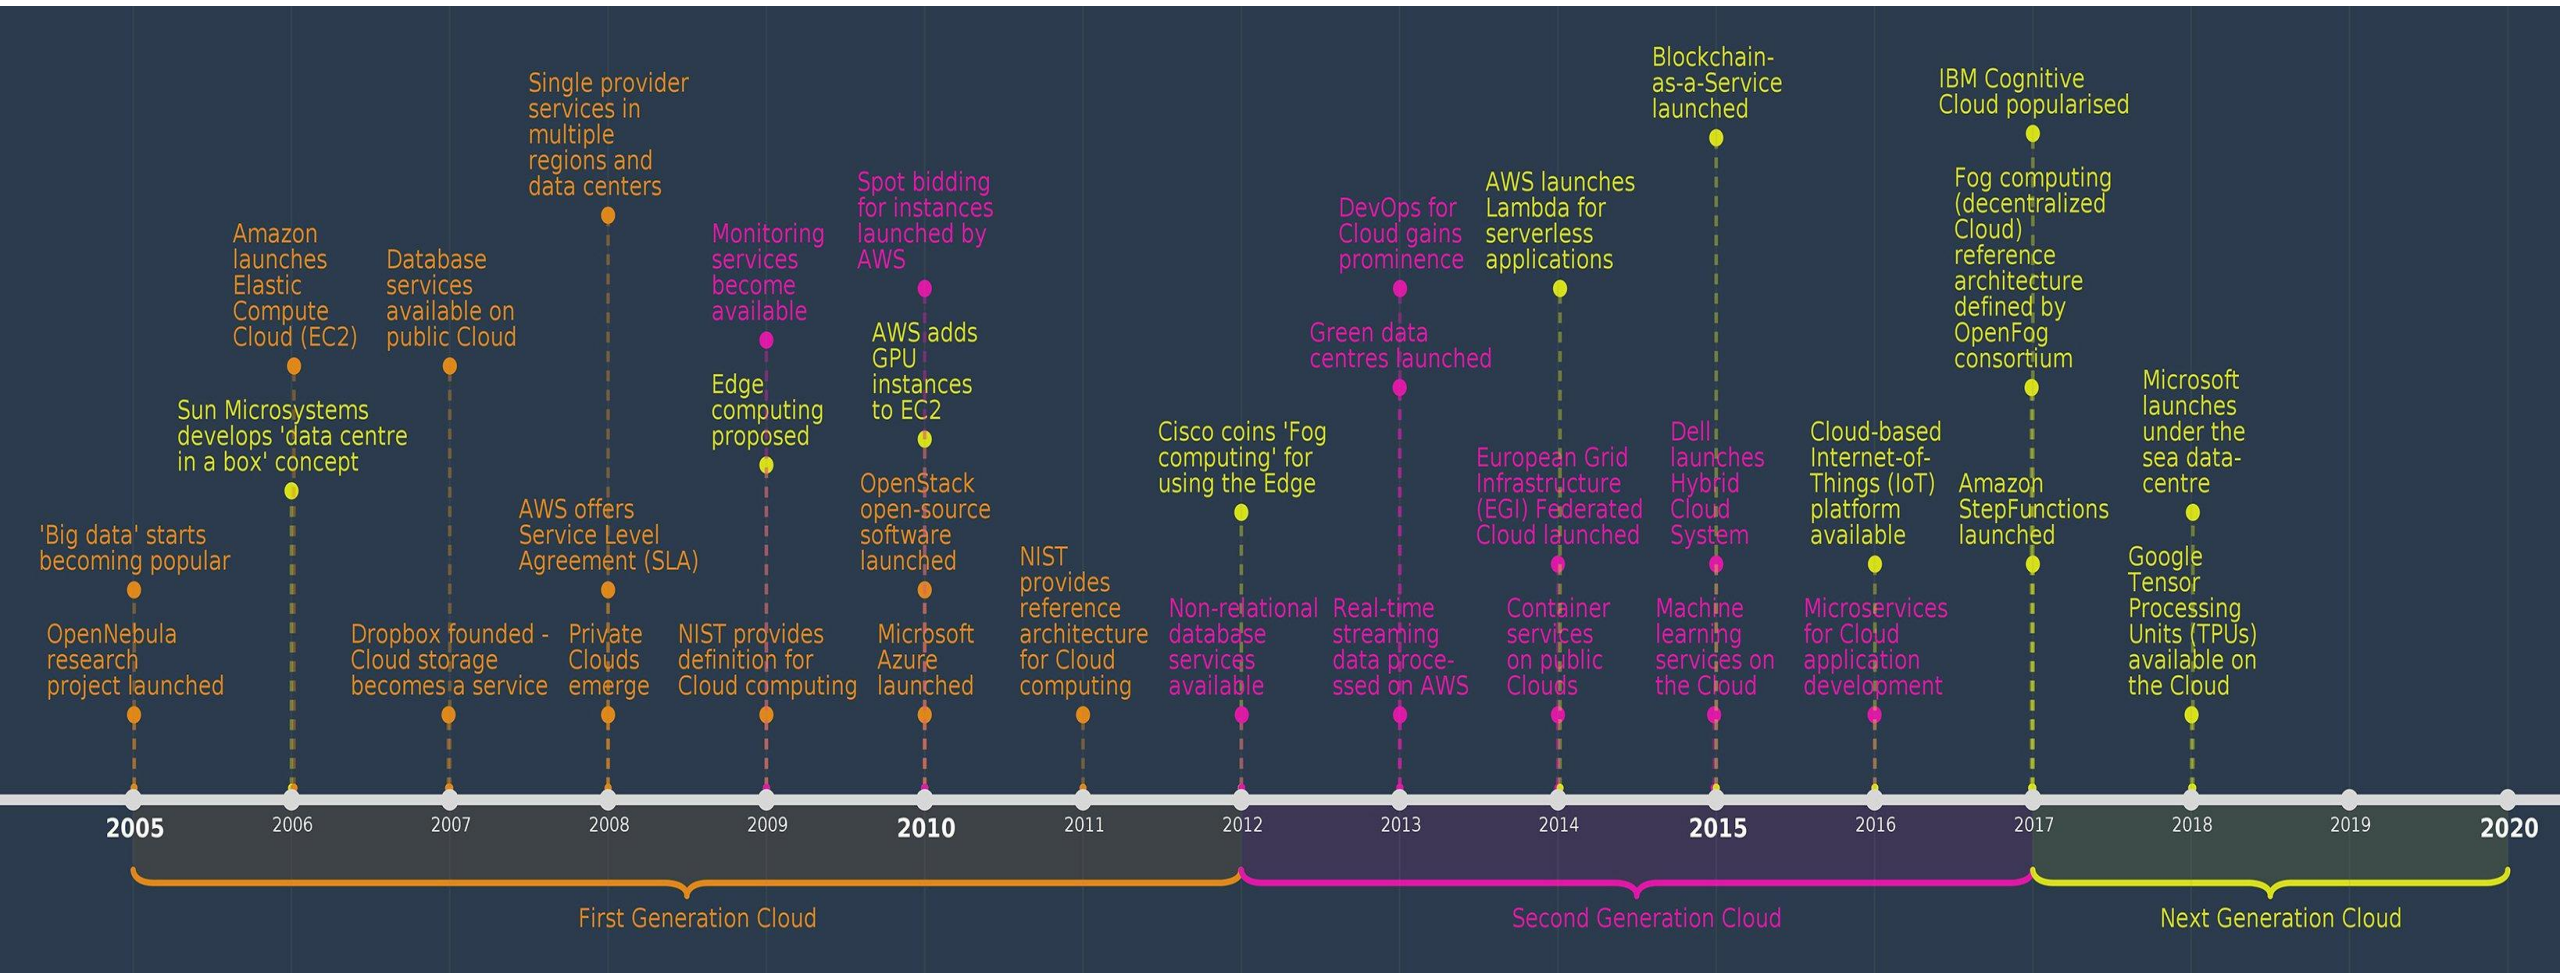 'Big data' starts
becoming popular
OpenNebula
research
project launched
Amazon
launches
Elastic
Compute
Cloud (EC2)
Sun Microsystems
develops 'data centre
in a box' concept
Database
services
available on
public Cloud
Dropbox founded -
Cloud storage
becomes a service
Single provider
services in
multiple
regions and
data centers
AWS offers
Service Level
Agreement (SLA)
Private
Clouds
emerge
Monitoring
services
become
available
Edge
computing
proposed
NIST provides
definition for
Cloud computing
Spot bidding
for instances
launched by
AWS
AWS adds
GPU
instances
to EC2
OpenStack
open-source
software
launched
Microsoft
Azure
launched
NIST
provides
reference
architecture
for Cloud
computing
Cisco coins 'Fog
computing' for
using the Edge
Non-relational
database
services
available
DevOps for
Cloud gains
prominence
Green data
centres launched
Real-time
streaming
data proce-
ssed on AWS
AWS launches
Lambda for
serverless
applications
European Grid
Infrastructure
(EGI) Federated
Cloud launched
Container
services
on public
Clouds
Blockchain-
as-a-Service
launched
Dell
launches
Hybrid
Cloud
System
Machine
learning
services on
the Cloud
Cloud-based
Internet-of-
Things (IoT)
platform
available
Microservices
for Cloud
application
development
IBM Cognitive
Cloud popularised
Fog computing
(decentralized
Cloud)
reference
architecture
defined by
OpenFog
consortium
Amazon
StepFunctions
launched
Microsoft
launches
under the
sea data-
centre
Google
Tensor
Processing
Units (TPUs)
available on
the Cloud
2005 2006 2007 2008 2009 2010 2011 2012 2013 2014 2015 2016 2017 2018 2019 2020
First Generation Cloud
Second Generation Cloud
Next Generation Cloud